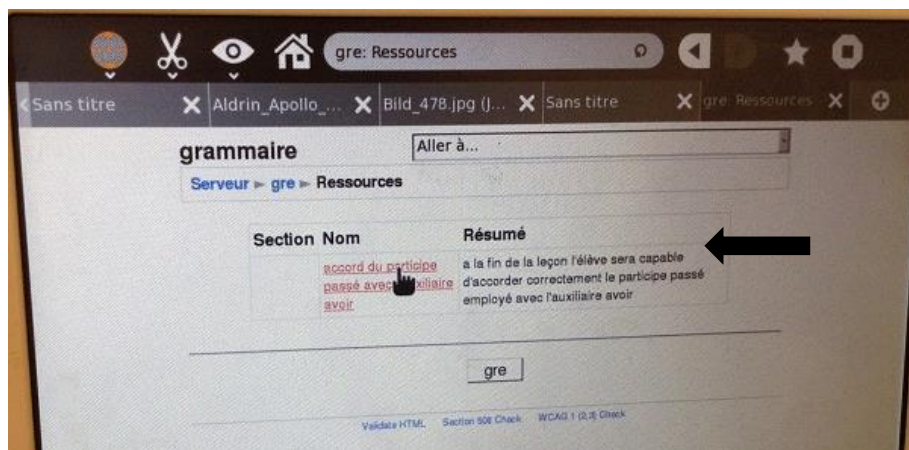 gre: Ressources
Sans titre
Aldrin_Apollo_...
Bild_478.jpg (J...
Sans titre
gre: Ressources
grammaire
Aller à...
Serveur ► gre ► Ressources
Section Nom Résumé
accord du participe
passé avec auxiliaire
avoir
a la fin de la leçon l'élève sera capable
d'accorder correctement le participe passé
employé avec l'auxiliaire avoir
gre
Validate HTML Section 508 Check WCAG 1 (2,3) Check